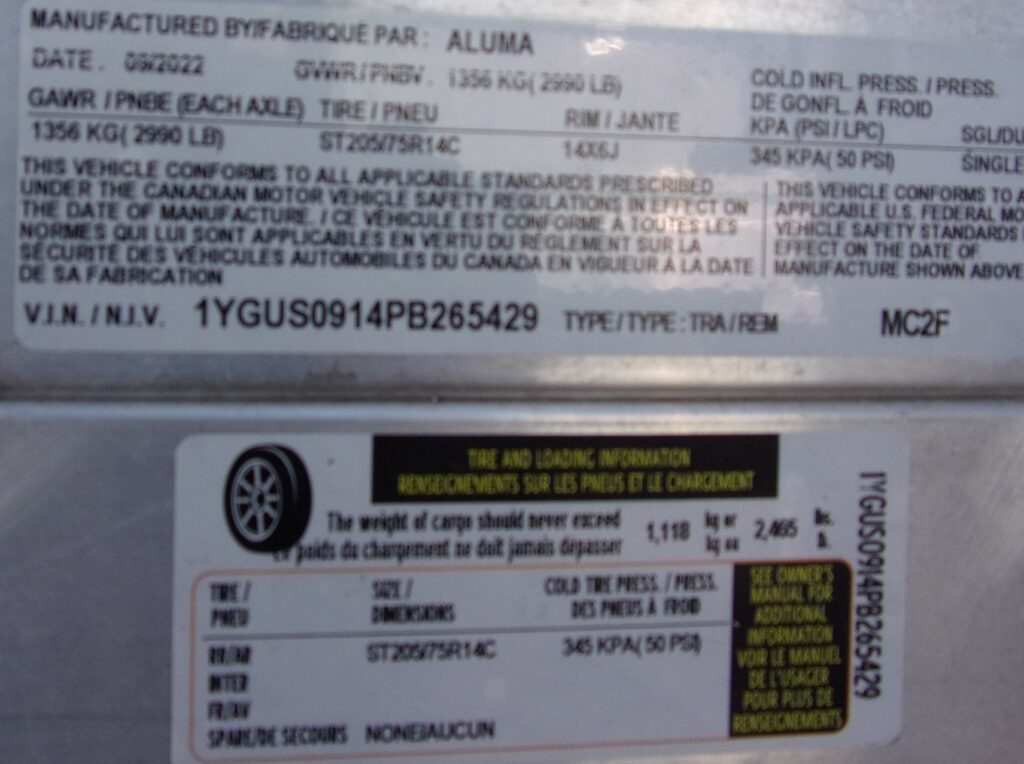 MANUFACTURED BY/FABRIQUE PAR: ALUMA
DATE. 09/2022 GVWR/PNBV. 1356 KG( 2990 LB)
COLD INFL. PRESS. / PRESS.
DE GONFL. À FROID
GAWR / PNBE (EACH AXLE) TIRE / PNEU RIM / JANTE KPA (PSI / LPC) SGL/DU
1356 KG( 2990 LB) ST205/75R14C 14X6J 345 KPA( 50 PSI) SINGLE
THIS VEHICLE CONFORMS TO ALL APPLICABLE STANDARDS PRESCRIBED
UNDER THE CANADIAN MOTOR VEHICLE SAFETY REGULATIONS IN EFFECT ON
THE DATE OF MANUFACTURE. / CE VÉHICULE EST CONFORME À TOUTES LES
NORMES QUI LUI SONT APPLICABLES EN VERTU DU RÈGLEMENT SUR LA
SÉCURITÉ DES VÉHICULES AUTOMOBILES DU CANADA EN VIGUEUR À LA DATE
DE SA FABRICATION
THIS VEHICLE CONFORMS TO A
APPLICABLE U.S. FEDERAL MO
VEHICLE SAFETY STANDARDS
EFFECT ON THE DATE OF
MANUFACTURE SHOWN ABOVE
V.I.N. / N.I.V. 1YGUS0914PB265429 TYPE/TYPE : TRA/REM MC2F
TIRE AND LOADING INFORMATION
RENSEIGNEMENTS SUR LES PNEUS ET LE CHARGEMENT
The weight of cargo should never exceed 1,118 kg or 2,465 lbs.
Le poids du chargement ne doit jamais dépasser kg ou lb.
TIRE / SIZE / COLD TIRE PRESS. / PRESS.
PNEU DIMENSIONS DES PNEUS À FROID
RR/AR ST205/75R14C 345 KPA( 50 PSI)
INTER
FR/AV
SPARE/DE SECOURS NONE/AUCUN
SEE OWNER'S
MANUAL FOR
ADDITIONAL
INFORMATION
VOIR LE MANUEL
DE L'USAGER
POUR PLUS DE
RENSEIGNEMENTS
1YGUS0914PB265429